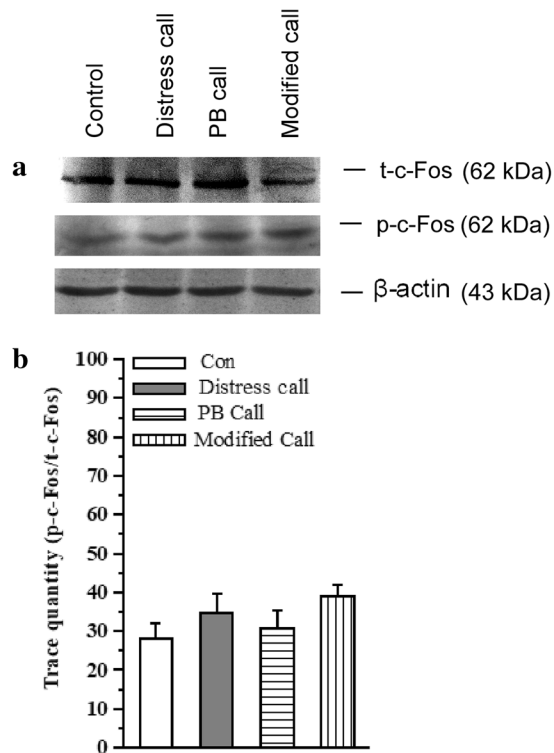 Control
Distress call
PB call
Modified call
a
— t-c-Fos (62 kDa)
— p-c-Fos (62 kDa)
— β-actin (43 kDa)
b
Trace quantity (p-c-Fos/t-c-Fos)
100
90
80
70
60
50
40
30
20
10
0
Con
Distress call
PB Call
Modified Call